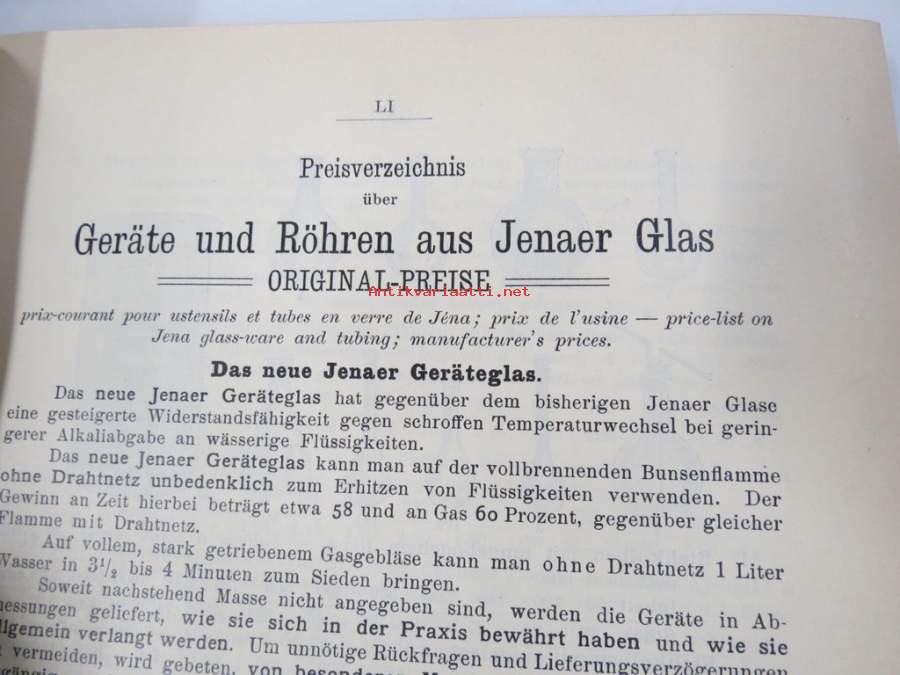 LI
Preisverzeichnis
über
Geräte und Röhren aus Jenaer Glas
ORIGINAL-PREISE
Antikvariaatti.net
prix-courant pour ustensils et tubes en verre de Jéna; prix de l'usine — price-list on
Jena glass-ware and tubing; manufacturer's prices.
Das neue Jenaer Geräteglas.
Das neue Jenaer Geräteglas hat gegenüber dem bisherigen Jenaer Glase
eine gesteigerte Widerstandsfähigkeit gegen schroffen Temperaturwechsel bei gerin-
gerer Alkaliabgabe an wässerige Flüssigkeiten.
Das neue Jenaer Geräteglas kann man auf der vollbrennenden Bunsenflamme
ohne Drahtnetz unbedenklich zum Erhitzen von Flüssigkeiten verwenden. Der
Gewinn an Zeit hierbei beträgt etwa 58 und an Gas 60 Prozent, gegenüber gleicher
Flamme mit Drahtnetz.
Auf vollem, stark getriebenem Gasgebläse kann man ohne Drahtnetz 1 Liter
Wasser in 3½ bis 4 Minuten zum Sieden bringen.
Soweit nachstehend Masse nicht angegeben sind, werden die Geräte in Ab-
messungen geliefert, wie sie sich in der Praxis bewährt haben und wie sie
allgemein verlangt werden. Um unnötige Rückfragen und Lieferungsverzögerungen
vermeiden, wird gebeten, von besonderen